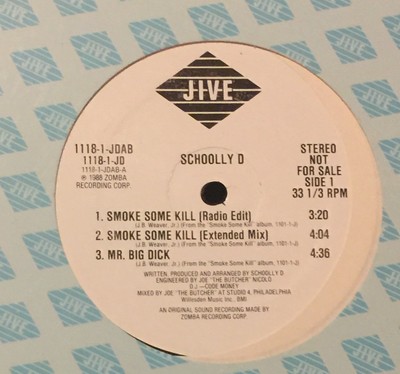 JIVE
1118-1-JDAB
1118-1-JD
1118-1-JDAB-A
℗ 1988 ZOMBA
RECORDING CORP.
SCHOOLLY D
STEREO
NOT
FOR SALE
SIDE 1
33 1/3 RPM
1. SMOKE SOME KILL (Radio Edit) 3:20
(J.B. Weaver, Jr.) (From the "Smoke Some Kill" album, 1101-1-J)
2. SMOKE SOME KILL (Extended Mix) 4:04
(J.B. Weaver, Jr.) (From the "Smoke Some Kill" album, 1101-1-J)
3. MR. BIG DICK 4:36
(J.B. Weaver, Jr.) (From the "Smoke Some Kill" album, 1101-1-J)
WRITTEN, PRODUCED AND ARRANGED BY SCHOOLLY D.
ENGINEERED BY JOE "THE BUTCHER" NICOLO
D.J.—CODE MONEY
MIXED BY JOE "THE BUTCHER" AT STUDIO 4, PHILADELPHIA
Willesden Music Inc., BMI
AN ORIGINAL SOUND RECORDING MADE BY
ZOMBA RECORDING CORP
JIVE
JIVE
JIVE
JIVE